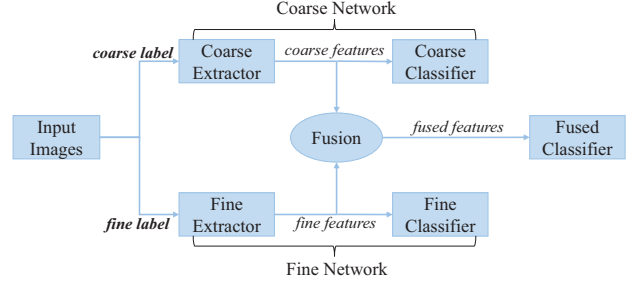 Coarse Network
coarse label
Coarse
Extractor
coarse features
Coarse
Classifier
Input
Images
Fusion
fused features
Fused
Classifier
fine label
Fine
Extractor
fine features
Fine
Classifier
Fine Network